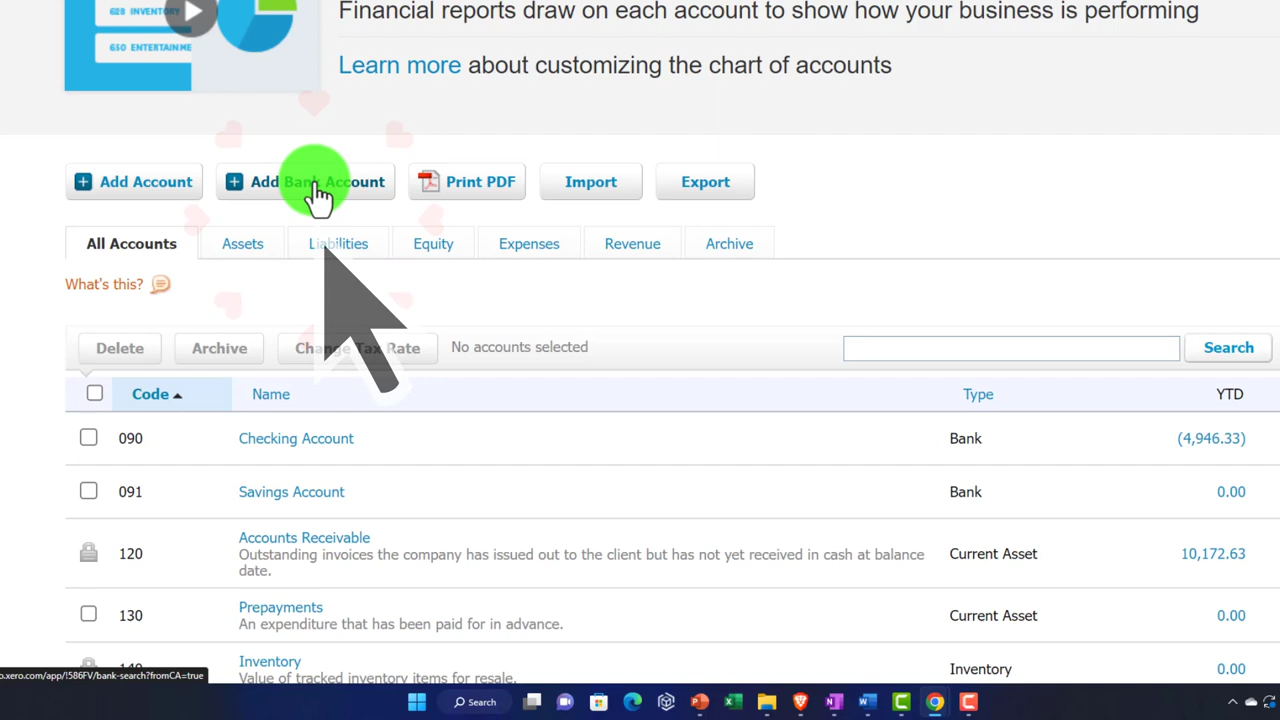 628 INVENTORY
650 ENTERTAINME
Financial reports draw on each account to show how your business is performing
Learn more about customizing the chart of accounts
Add Account Add Bank Account Print PDF Import Export
All Accounts Assets Liabilities Equity Expenses Revenue Archive
What's this?
Delete Archive Change Tax Rate No accounts selected Search
Code Name Type YTD
090 Checking Account Bank (4,946.33)
091 Savings Account Bank 0.00
Accounts Receivable
120 Outstanding invoices the company has issued out to the client but has not yet received in cash at balance Current Asset 10,172.63
date.
Prepayments
130 An expenditure that has been paid for in advance. Current Asset 0.00
140 Inventory Inventory 0.00
Value of tracked inventory items for resale.
o.xero.com/app/!586FV/bank-search?fromCA=true
Search